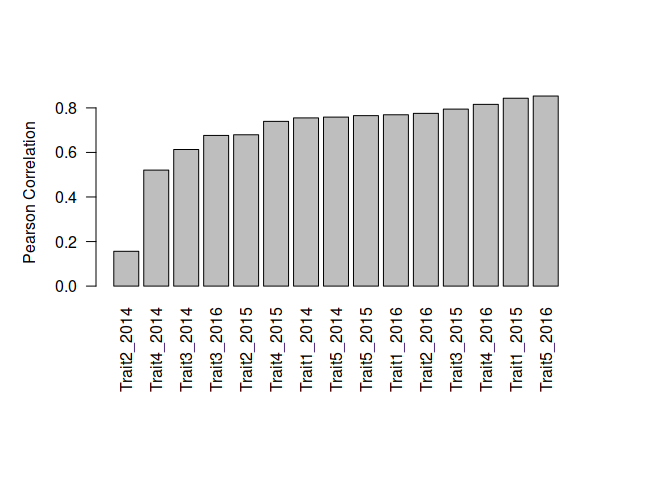 Pearson Correlation
0.8
0.6
0.4
0.2
0.0
Trait2_2014
Trait4_2014
Trait3_2014
Trait3_2016
Trait2_2015
Trait4_2015
Trait1_2014
Trait5_2014
Trait5_2015
Trait1_2016
Trait2_2016
Trait3_2015
Trait4_2016
Trait1_2015
Trait5_2016